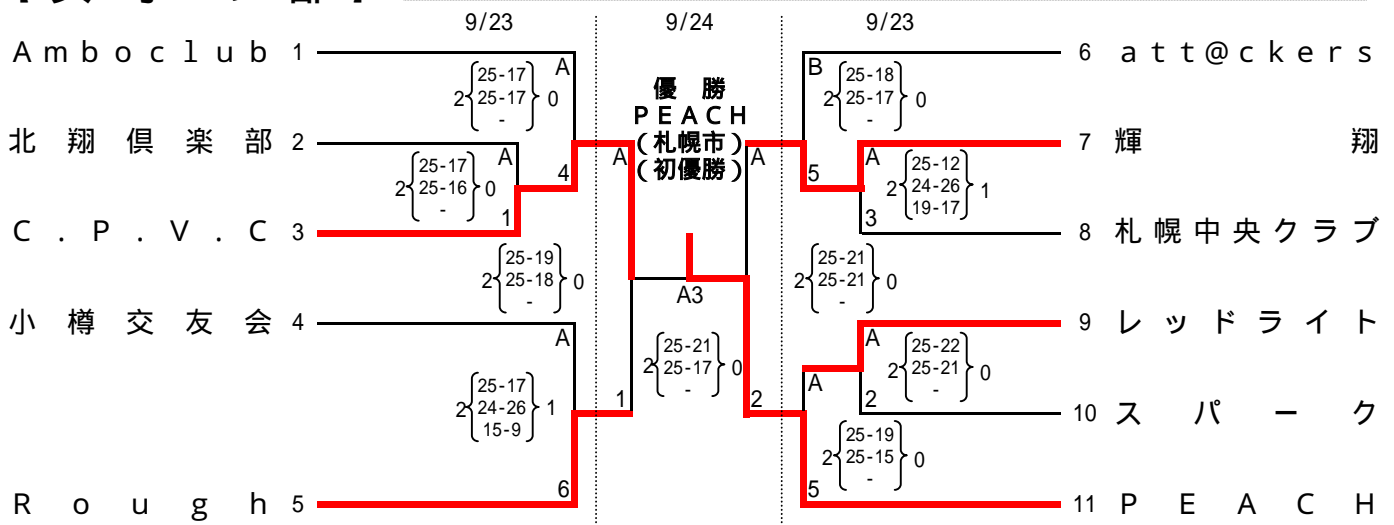 9/23 9/24 9/23
Amboclub 1
6 att@ckers
A
25-17
2 25-17 0
-
B
25-18
2 25-17 0
-
優勝
PEACH
(札幌市)
(初優勝)
北翔倶楽部 2
7 輝翔
A
25-17
2 25-16 0
-
1
4
A
A
5
A
25-12
2 24-26 1
19-17
3
C.P.V.C 3
8 札幌中央クラブ
25-19
2 25-18 0
-
25-21
2 25-21 0
-
A3
25-21
2 25-17 0
-
1
2
小樽交友会 4
9 レッドライト
A
25-17
2 24-26 1
15-9
6
A
25-22
2 25-21 0
-
2
10 スパーク
A
25-19
2 25-15 0
-
5
Rough 5
11 PEACH